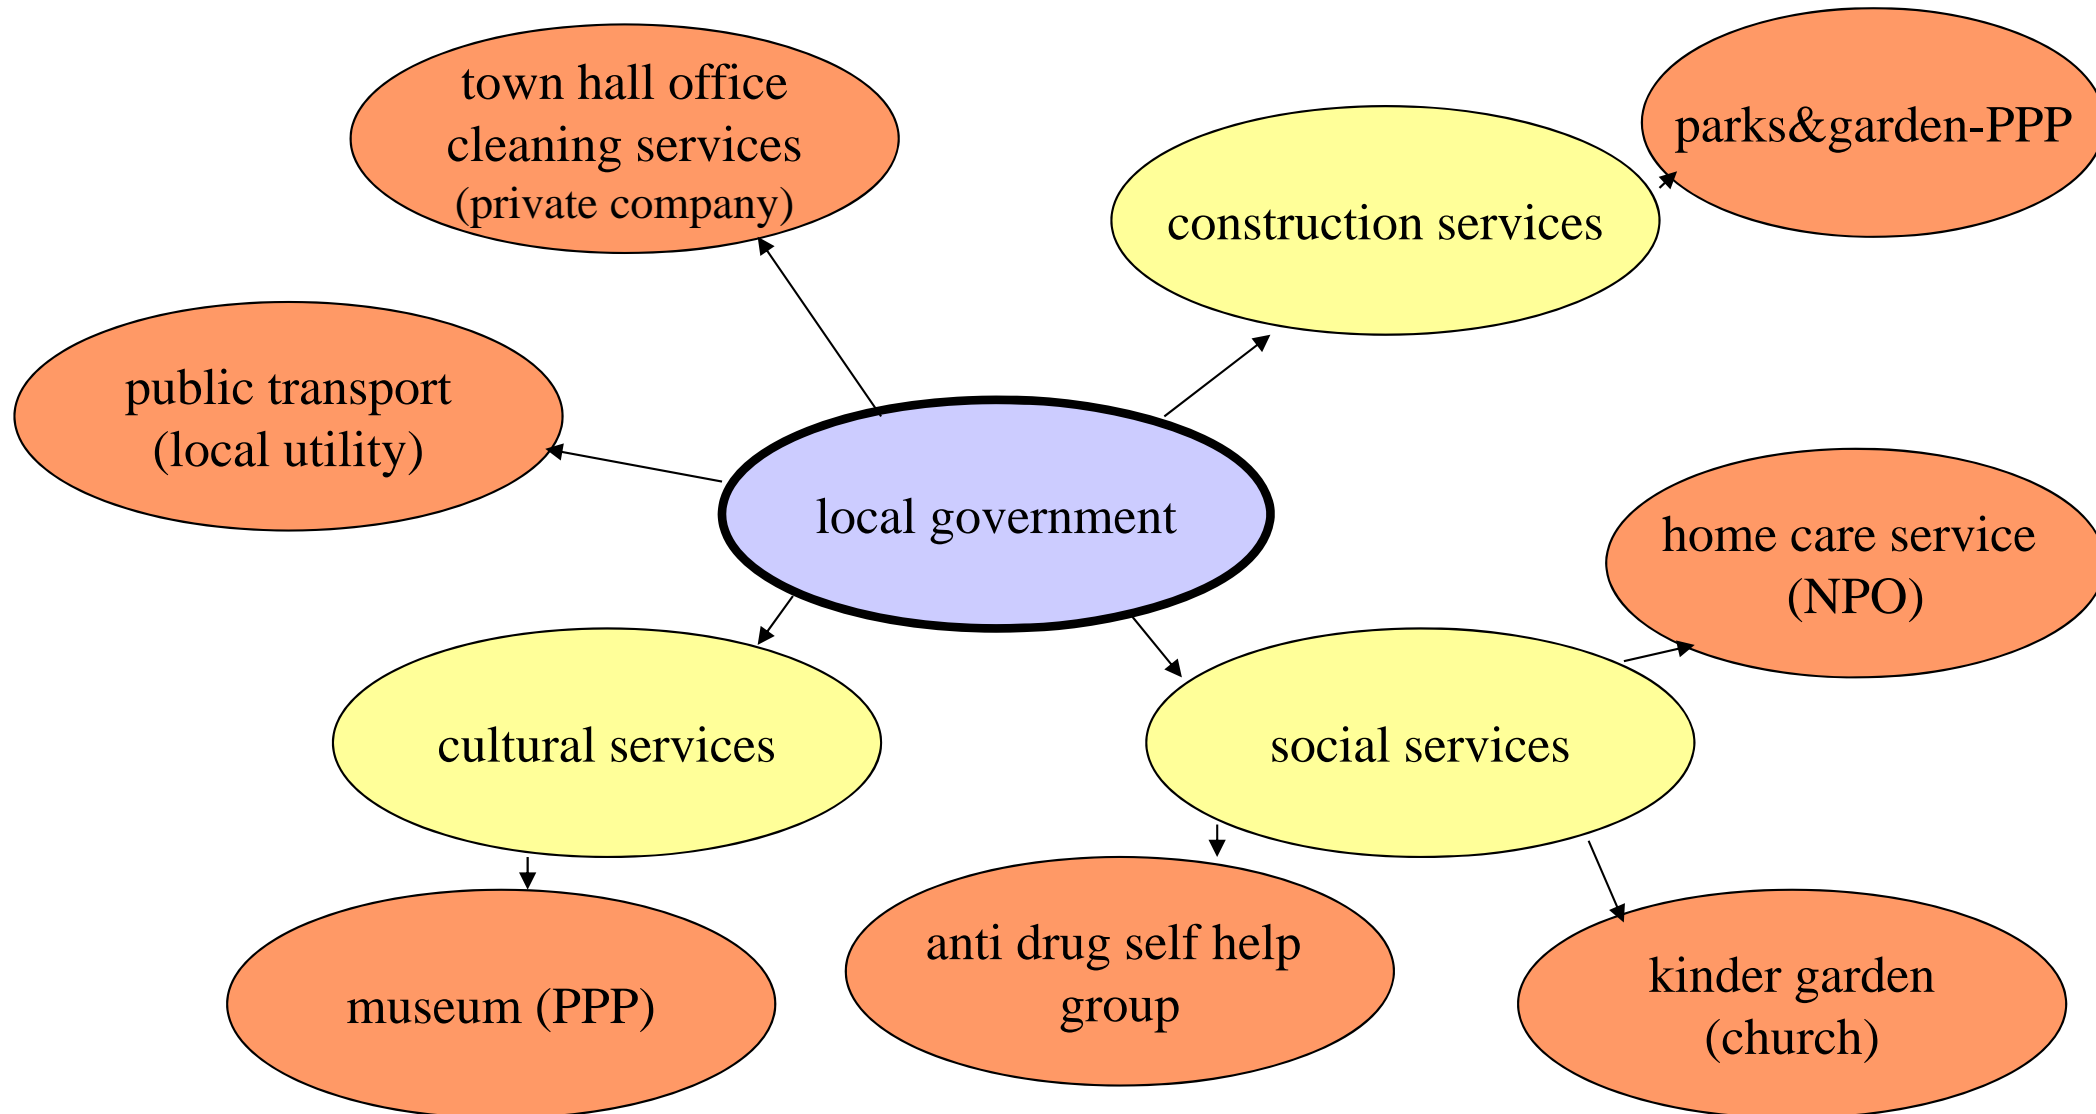 town hall office
cleaning services
(private company)
parks&garden-PPP
construction services
public transport
(local utility)
local government
home care service
(NPO)
cultural services
social services
anti drug self help
group
kinder garden
(church)
museum (PPP)